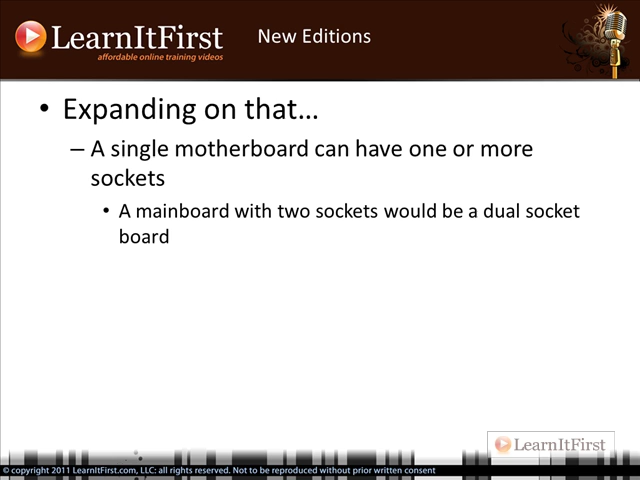 LearnItFirst
affordable online training videos
New Editions
• Expanding on that…
– A single motherboard can have one or more
sockets
• A mainboard with two sockets would be a dual socket
board
LearnItFirst
© copyright 2011 LearnItFirst.com, LLC: all rights reserved. Not to be reproduced without prior written consent